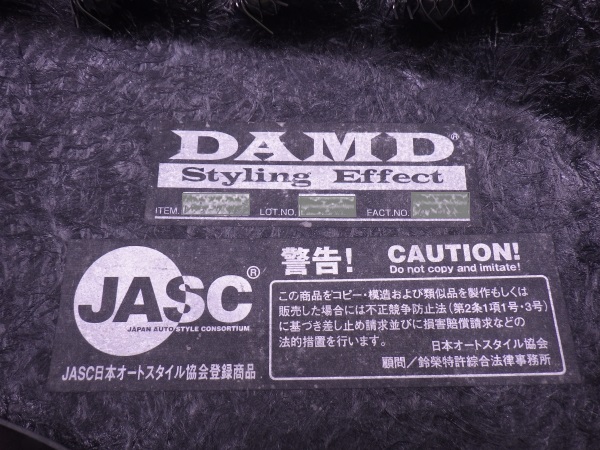 DAMD®
Styling Effect
ITEM. LOT.NO. FACT.NO.
JASC®
JAPAN AUTO STYLE CONSORTIUM
JASC日本オートスタイル協会登録商品
警告! CAUTION!
Do not copy and imitate!
この商品をコピー・模造および類似品を製作もしくは
販売した場合には不正競争防止法(第2条1項1号・3号)
に基づき差し止め請求並びに損害賠償請求などの
法的措置を行います。 日本オートスタイル協会
顧問/鈴榮特許綜合法律事務所